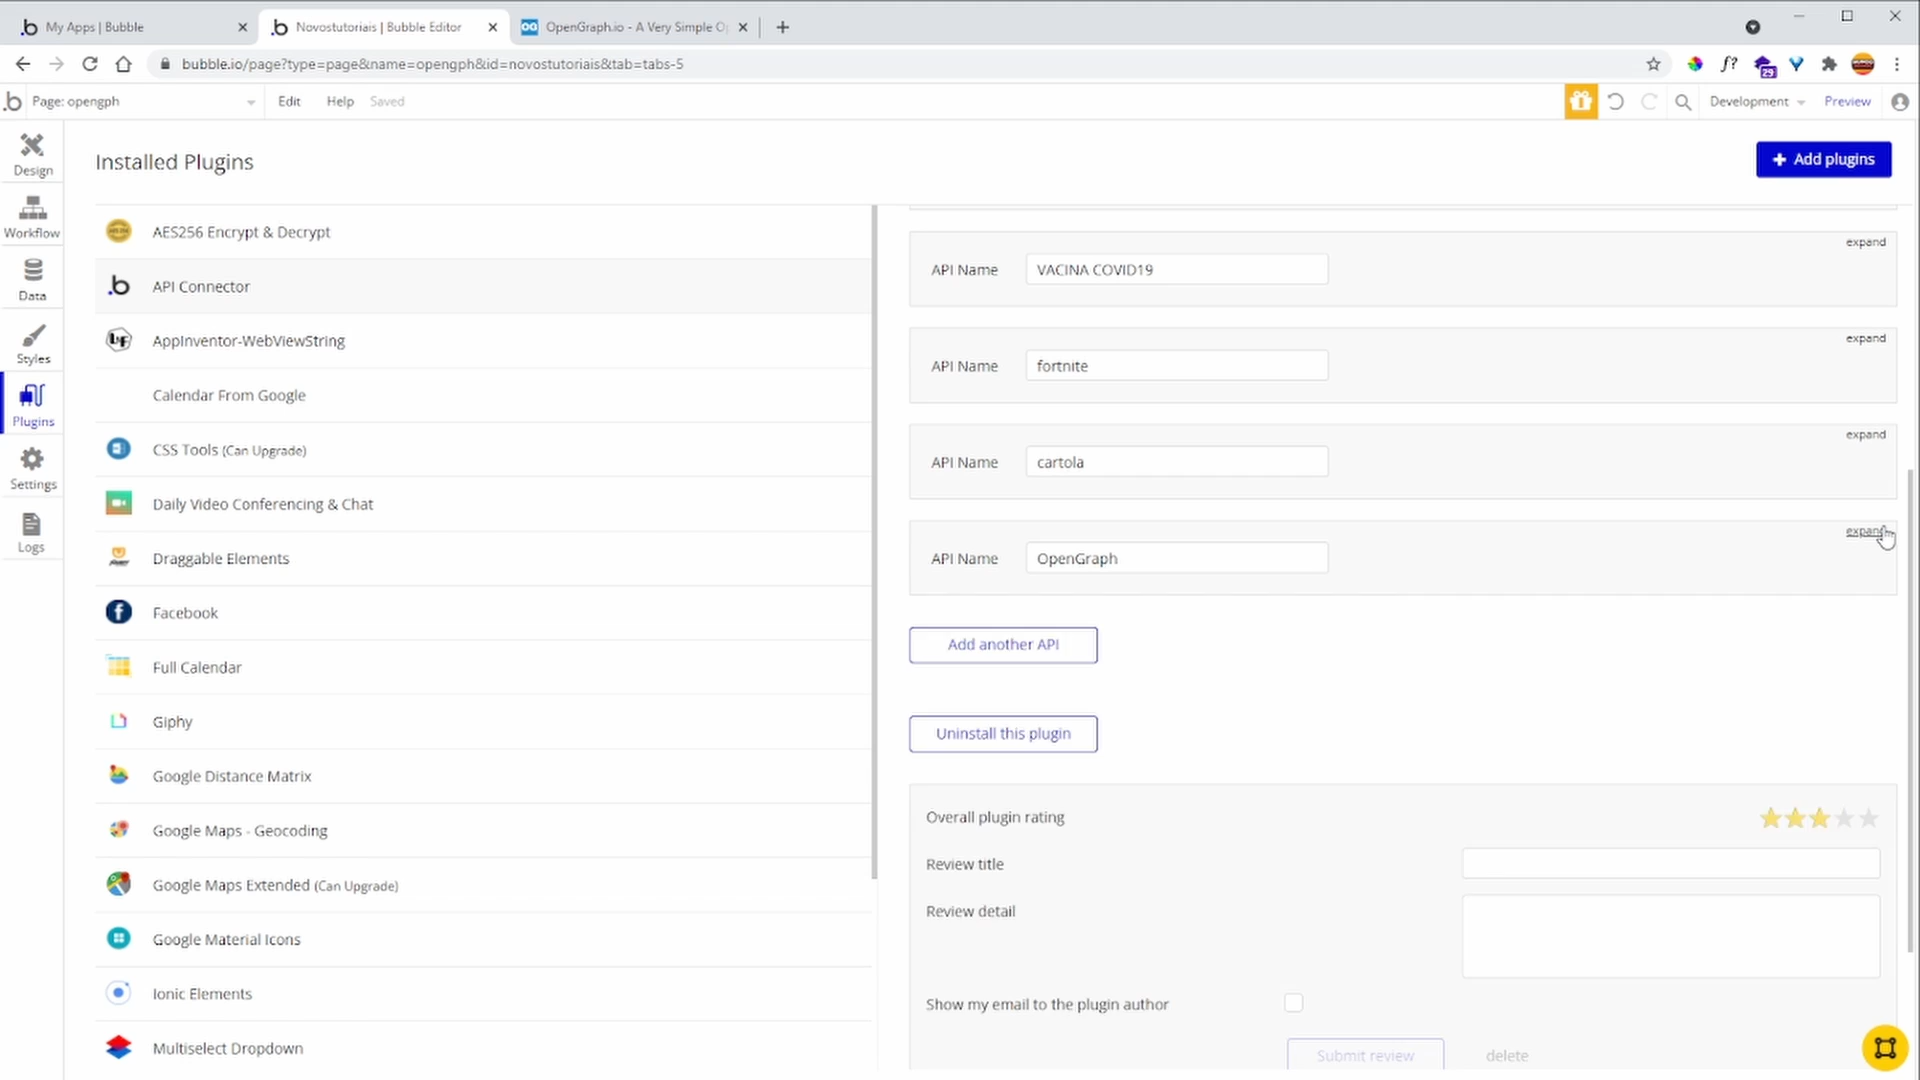 My Apps | Bubble
Novostutoriais | Bubble Editor
OpenGraph.io - A Very Simple O
bubble.io/page?type=page&name=opengph&id=novostutoriais&tab=tabs-5
f?
29
Page: opengph
Edit
Help
Saved
Development
Preview
Design
Workflow
Data
Styles
Plugins
Settings
Logs
Installed Plugins
+ Add plugins
AES256 Encrypt & Decrypt
API Connector
AppInventor-WebViewString
Calendar From Google
CSS Tools (Can Upgrade)
Daily Video Conferencing & Chat
Draggable Elements
Facebook
Full Calendar
Giphy
Google Distance Matrix
Google Maps - Geocoding
Google Maps Extended (Can Upgrade)
Google Material Icons
Ionic Elements
Multiselect Dropdown
expand
API Name VACINA COVID19
expand
API Name fortnite
expand
API Name cartola
expand
API Name OpenGraph
Add another API
Uninstall this plugin
Overall plugin rating
Review title
Review detail
Show my email to the plugin author
Submit review
delete